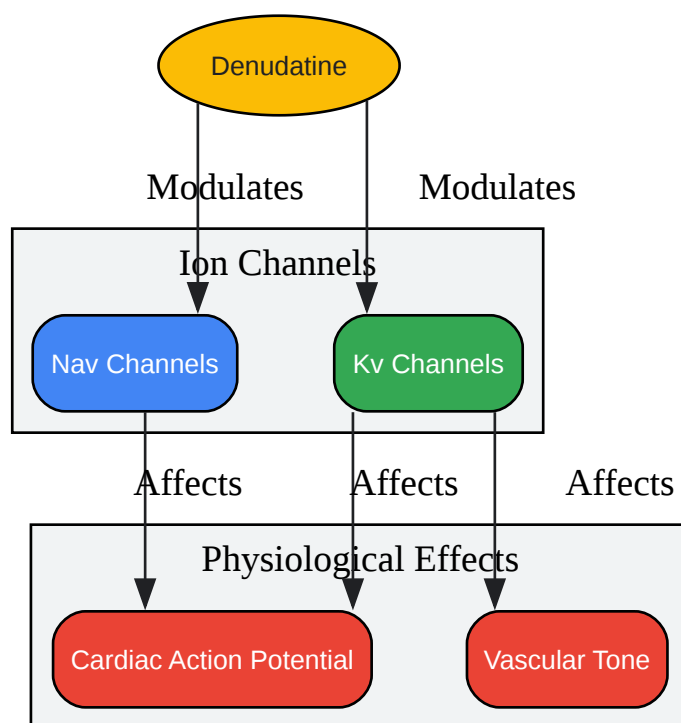 Denudatine
Modulates
Modulates
Ion Channels
Nav Channels
Kv Channels
Affects
Affects
Affects
Physiological Effects
Cardiac Action Potential
Vascular Tone